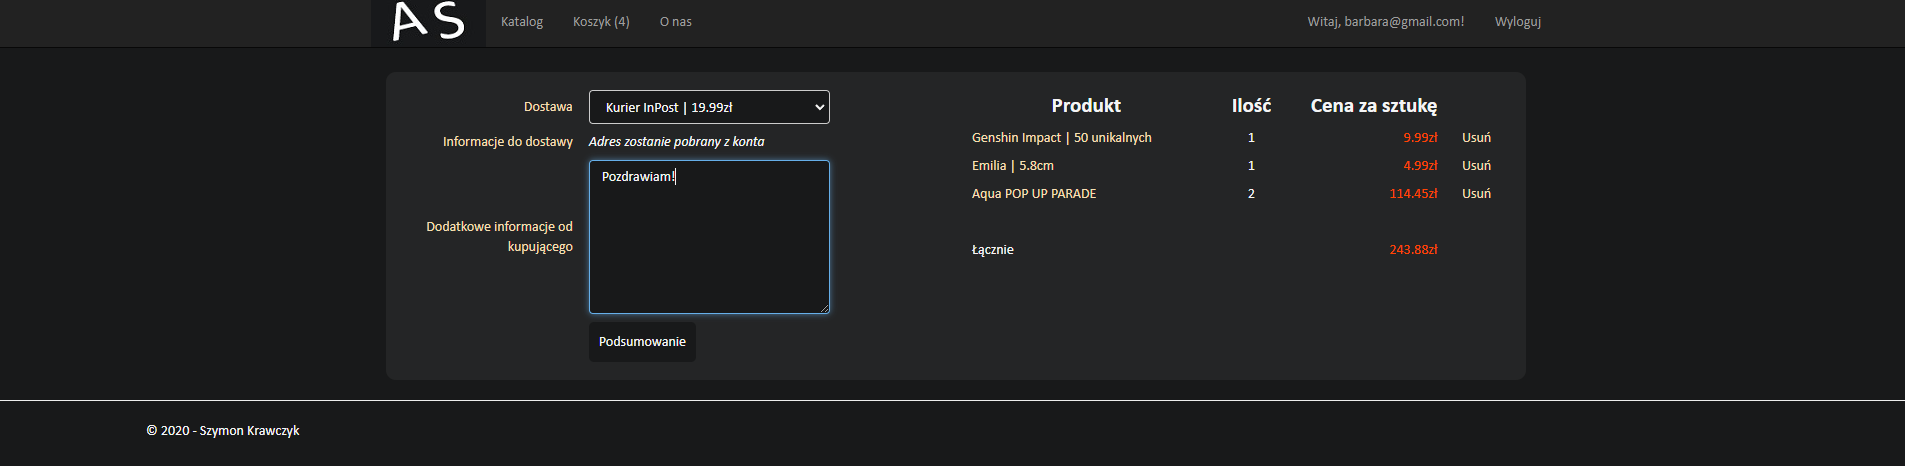 AS Katalog Koszyk (4) O nas Witaj, barbara@gmail.com! Wyloguj
Dostawa Kurier InPost | 19.99zł
Informacje do dostawy Adres zostanie pobrany z konta
Dodatkowe informacje od
kupującego
Pozdrawiam!
Podsumowanie
Produkt Ilość Cena za sztukę
Genshin Impact | 50 unikalnych 1 9.99zł Usuń
Emilia | 5.8cm 1 4.99zł Usuń
Aqua POP UP PARADE 2 114.45zł Usuń
Łącznie 243.88zł
© 2020 - Szymon Krawczyk